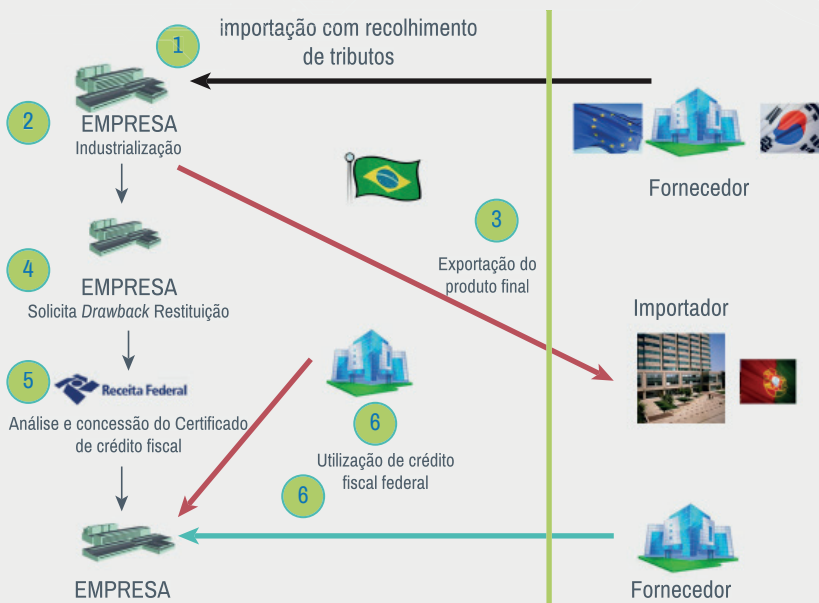 1
importação com recolhimento
de tributos
2
EMPRESA
Industrialização
Fornecedor
3
Exportação do
produto final
4
EMPRESA
Solicita Drawback Restituição
Importador
5
Receita Federal
Análise e concessão do Certificado
de crédito fiscal
6
Utilização de crédito
fiscal federal
6
EMPRESA
Fornecedor